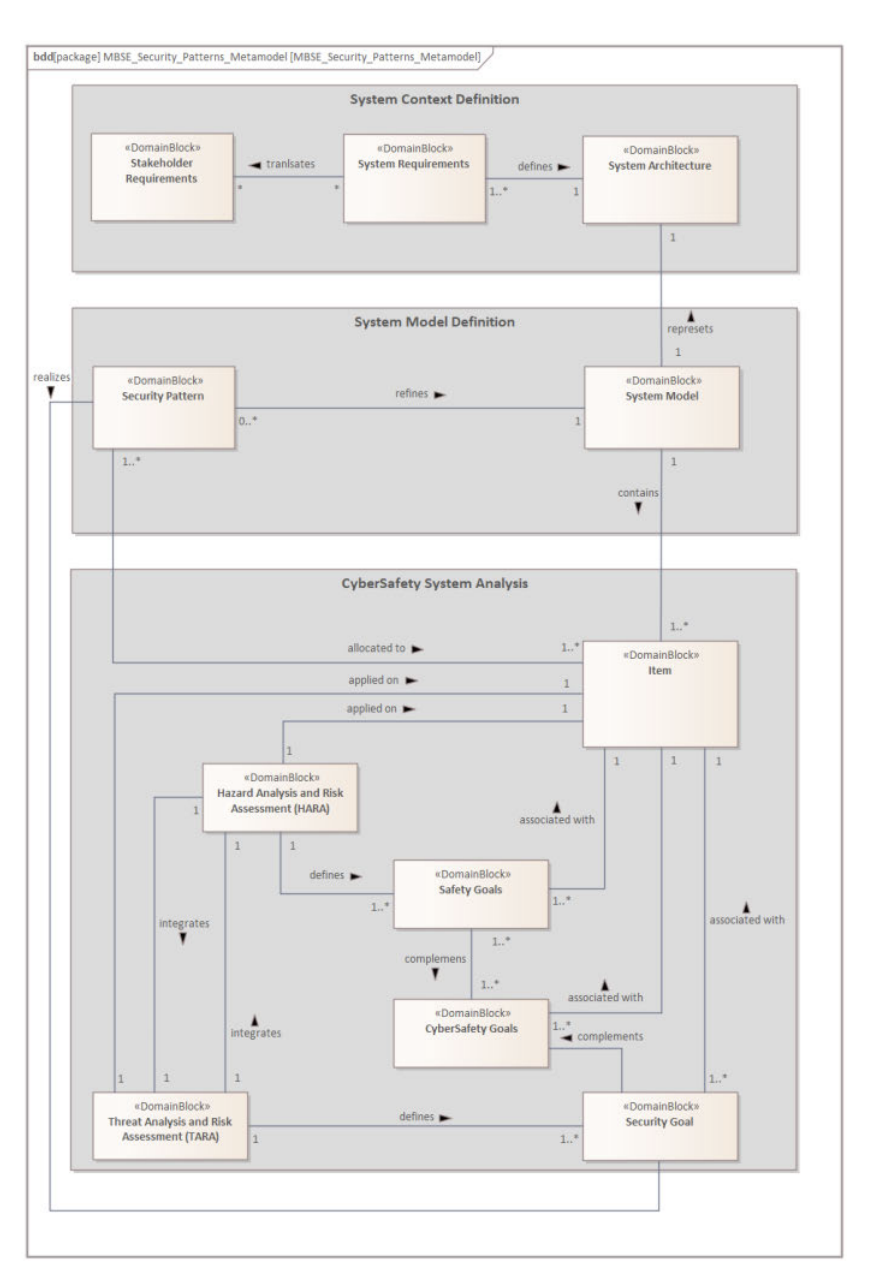 bdd[package] MBSE_Security_Patterns_Metamodel [MBSE_Security_Patterns_Metamodel]
System Context Definition
«DomainBlock»
Stakeholder
Requirements
tranlsates
*
*
«DomainBlock»
System Requirements
defines
1..*
1
«DomainBlock»
System Architecture
1
System Model Definition
represets
1
realizes
«DomainBlock»
Security Pattern
refines
0..*
1
«DomainBlock»
System Model
1..*
1
contains
CyberSafety System Analysis
1..*
allocated to
1..*
«DomainBlock»
Item
applied on
1
applied on
1
1
1
1
1
«DomainBlock»
Hazard Analysis and Risk
Assessment (HARA)
1
1
1
associated with
defines
1..*
«DomainBlock»
Safety Goals
1..*
associated with
integrates
1..*
complemens
1..*
associated with
«DomainBlock»
CyberSafety Goals
1..*
complements
integrates
1
1
1
1..*
«DomainBlock»
Threat Analysis and Risk
Assessment (TARA)
defines
1
1..*
«DomainBlock»
Security Goal